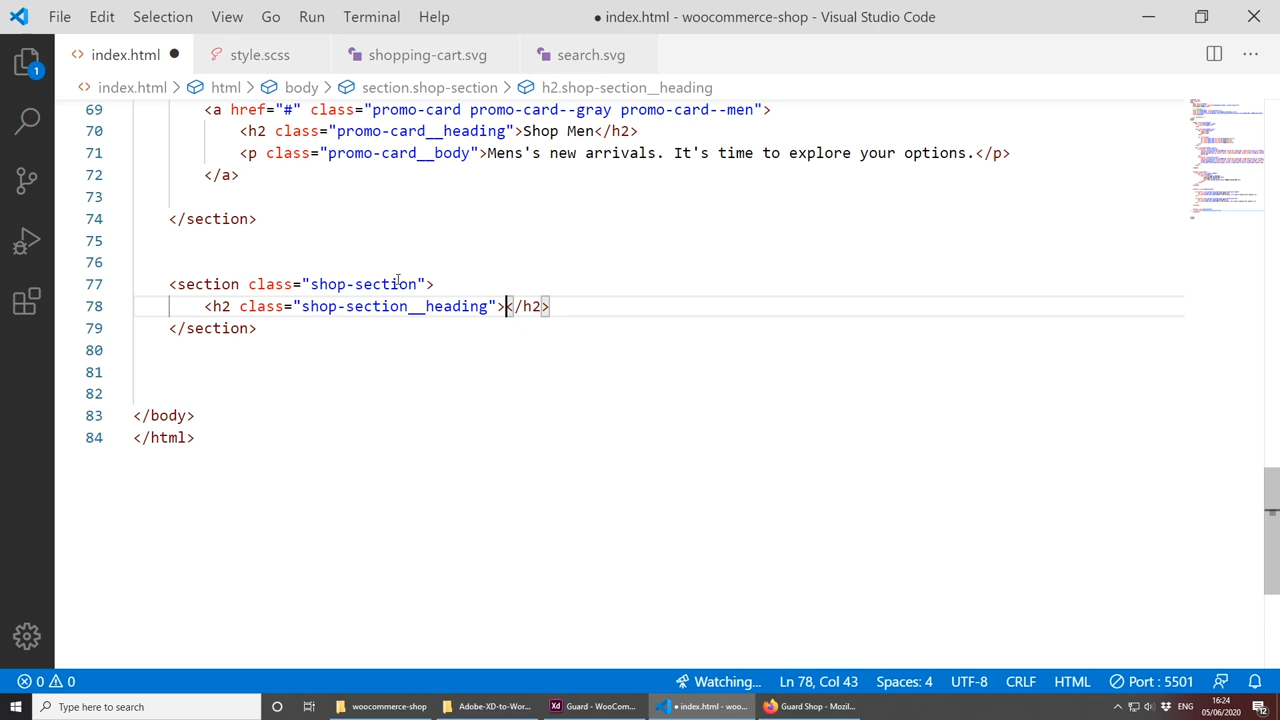 File Edit Selection View Go Run Terminal Help ● index.html - woocommerce-shop - Visual Studio Code
index.html style.scss shopping-cart.svg search.svg
index.html > html > body > section.shop-section > h2.shop-section__heading
69 <a href="#" class="promo-card promo-card--gray promo-card--men">
70 <h2 class="promo-card__heading">Shop Men</h2>
71 <p class="promo-card__body">Men's new arrivals. It's time to explore your options.</p>
72 </a>
73
74 </section>
75
76
77 <section class="shop-section">
78 <h2 class="shop-section__heading"></h2>
79 </section>
80
81
82
83 </body>
84 </html>
1
0 0 Watching... Ln 78, Col 43 Spaces: 4 UTF-8 CRLF HTML Port : 5501
Type here to search woocommerce-shop Adobe-XD-to-Wor... Guard - WooCom... ● index.html - woo... Guard Shop - Mozil... ENG 16:24
05/06/2020 12